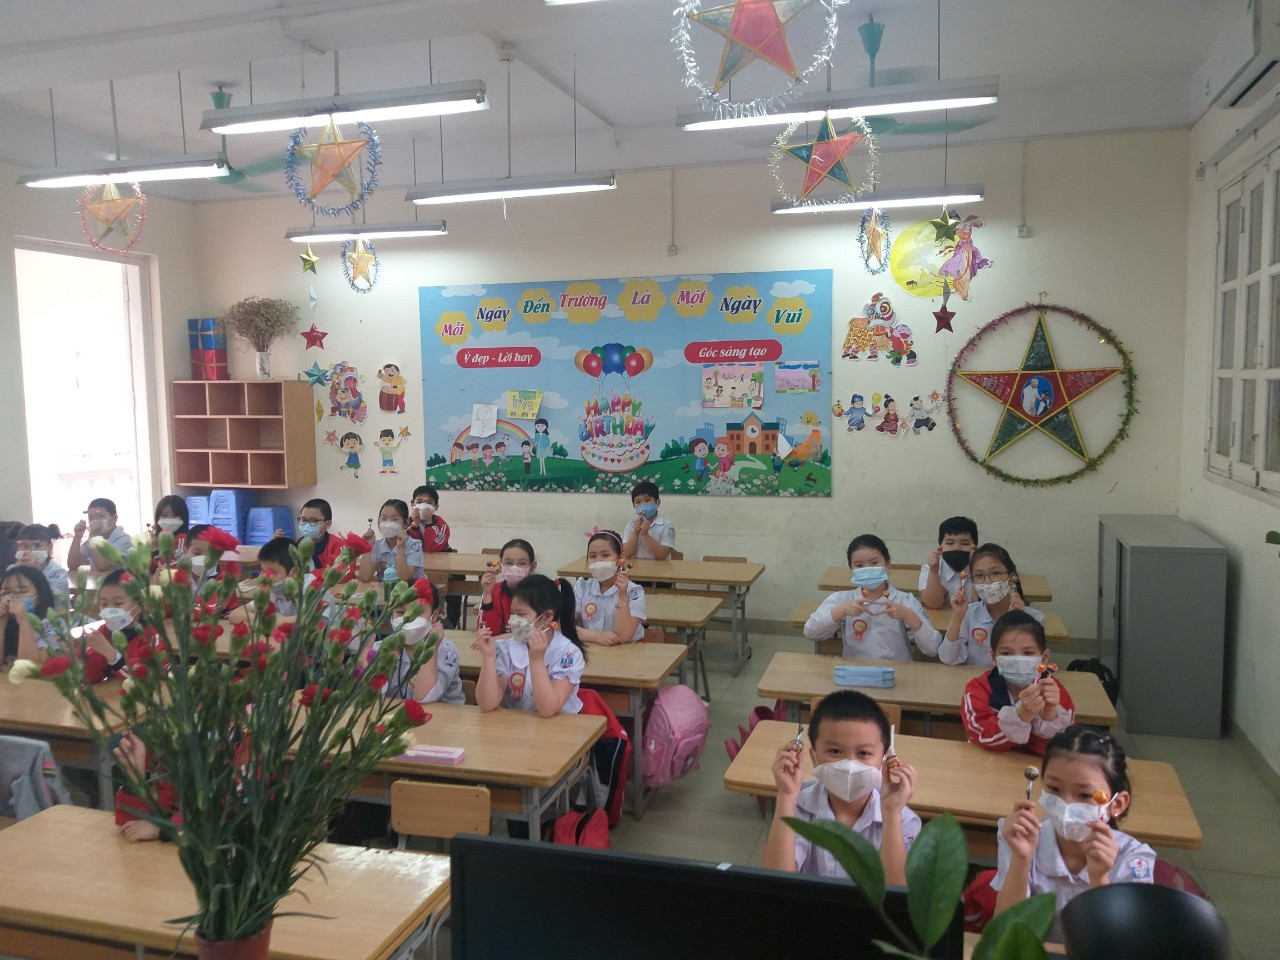 Mỗi Ngày Đến Trường Là Một Ngày Vui
Ý đẹp - Lời hay
Góc sáng tạo
HAPPY
BIRTHDAY